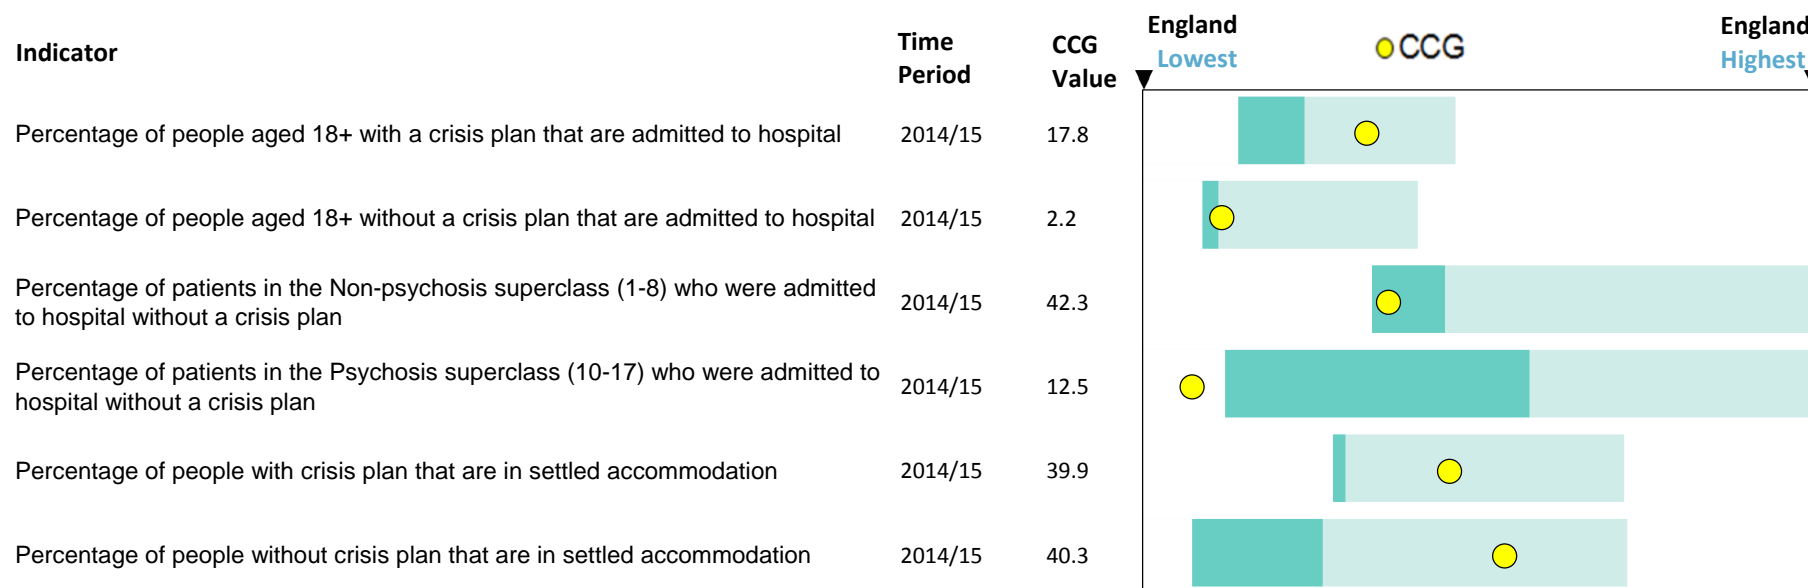 Indicator
Time
Period
CCG
Value
England
Lowest
CCG
England
Highest
Percentage of people aged 18+ with a crisis plan that are admitted to hospital 2014/15 17.8
Percentage of people aged 18+ without a crisis plan that are admitted to hospital 2014/15 2.2
Percentage of patients in the Non-psychosis superclass (1-8) who were admitted
to hospital without a crisis plan
2014/15 42.3
Percentage of patients in the Psychosis superclass (10-17) who were admitted to
hospital without a crisis plan
2014/15 12.5
Percentage of people with crisis plan that are in settled accommodation 2014/15 39.9
Percentage of people without crisis plan that are in settled accommodation 2014/15 40.3